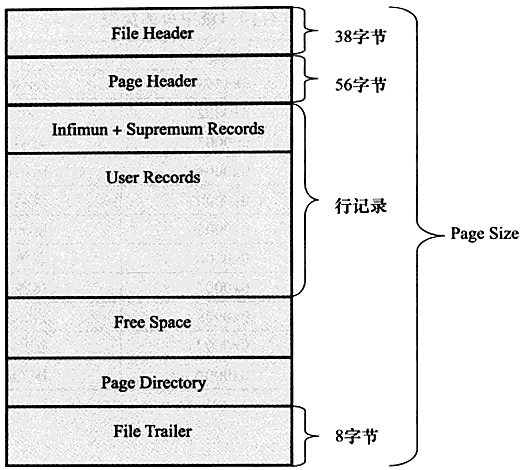 File Header
38字节
Page Header
56字节
Infimun + Supremum Records
User Records
行记录
Page Size
Free Space
Page Directory
File Trailer
8字节